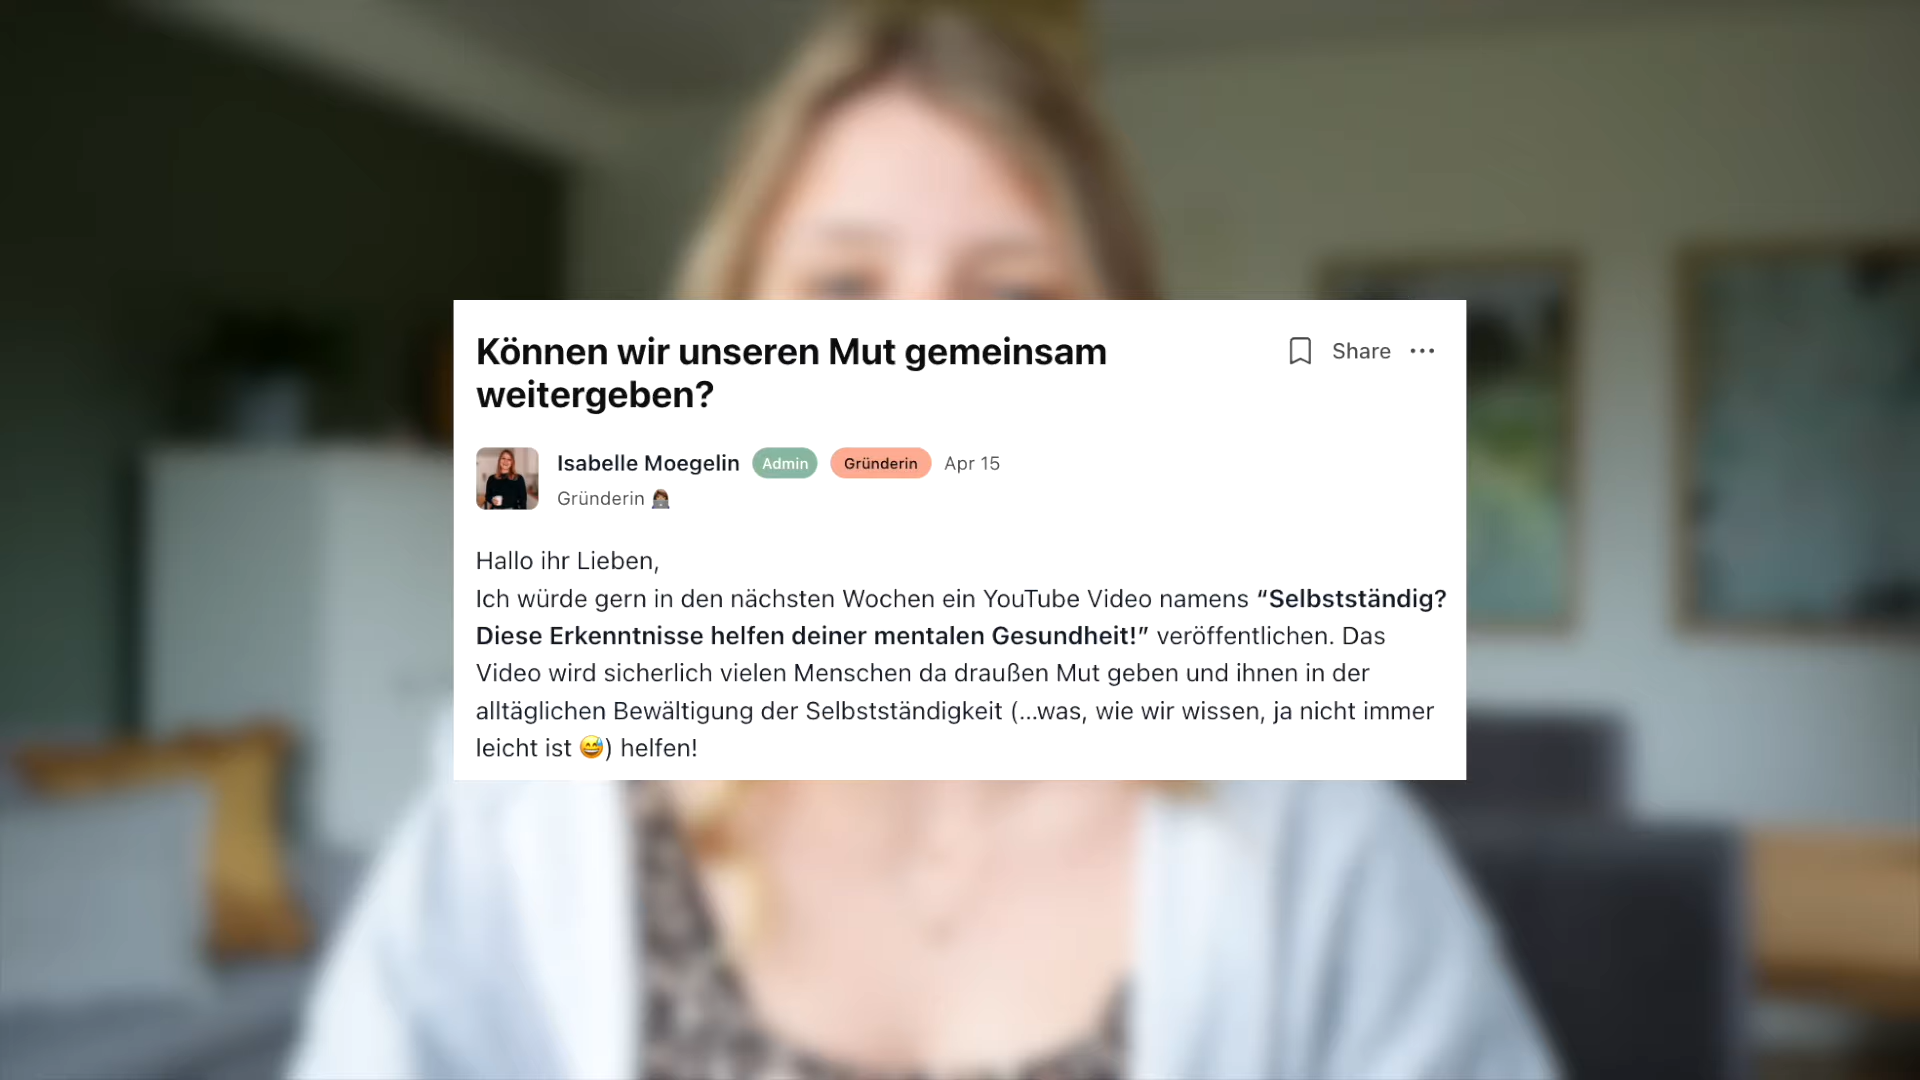 Können wir unseren Mut gemeinsam
weitergeben?
Share
Isabelle Moegelin Admin Gründerin Apr 15
Gründerin 👩🏽‍💻
Hallo ihr Lieben,
Ich würde gern in den nächsten Wochen ein YouTube Video namens “Selbstständig?
Diese Erkenntnisse helfen deiner mentalen Gesundheit!” veröffentlichen. Das
Video wird sicherlich vielen Menschen da draußen Mut geben und ihnen in der
alltäglichen Bewältigung der Selbstständigkeit (...was, wie wir wissen, ja nicht immer
leicht ist 😅) helfen!